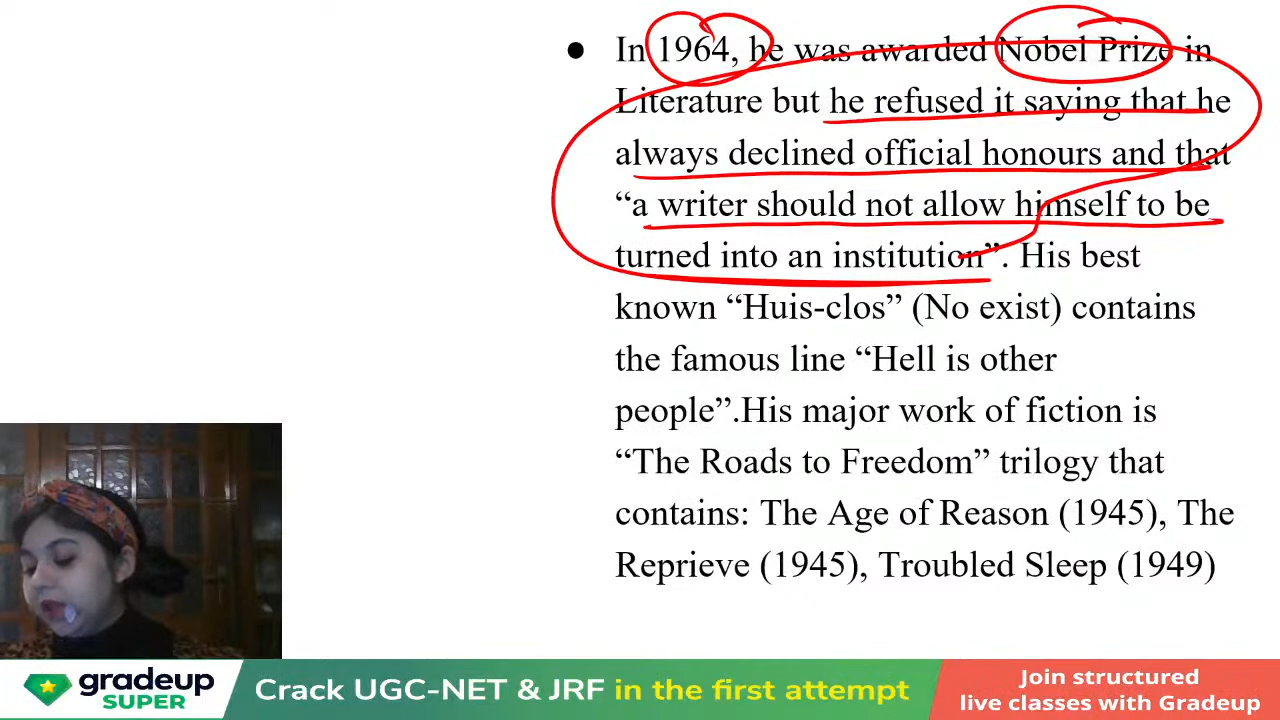 ● In 1964, he was awarded Nobel Prize in
Literature but he refused it saying that he
always declined official honours and that
“a writer should not allow himself to be
turned into an institution”. His best
known “Huis-clos” (No exist) contains
the famous line “Hell is other
people”.His major work of fiction is
“The Roads to Freedom” trilogy that
contains: The Age of Reason (1945), The
Reprieve (1945), Troubled Sleep (1949)
gradeup
SUPER
Crack UGC-NET & JRF in the first attempt
Join structured
live classes with Gradeup